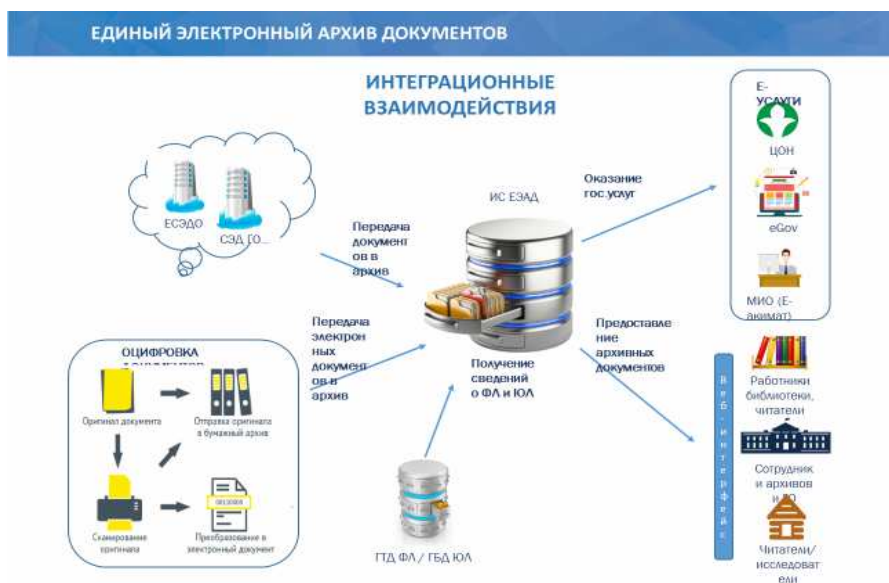 ЕДИНЫЙ ЭЛЕКТРОННЫЙ АРХИВ ДОКУМЕНТОВ
ИНТЕГРАЦИОННЫЕ
ВЗАИМОДЕЙСТВИЯ
ЕСЭДО
СЭД ГО...
Передача
документ
ов в
архив
ИС ЕЭАД
Оказание
гос.услуг
Е-
УСЛУГИ
ЦОН
eGov
МИО (Е-
акимат)
ОЦИФРОВКА
Оригинал документа
Отправка оригинала
в бумажный архив
Сканирование
оригинала
Преобразование в
электронный документ
Передача
электрон
ных
документ
ов в
архив
Получение
сведений
о ФЛ и ЮЛ
ГТД ФЛ / ГБД ЮЛ
Предоставле
ние
архивных
документов
Веб-интерфейс
Работники
библиотеки,
читатели
Сотрудник
и архивов
и ГО
Читатели/
исследоват
ели